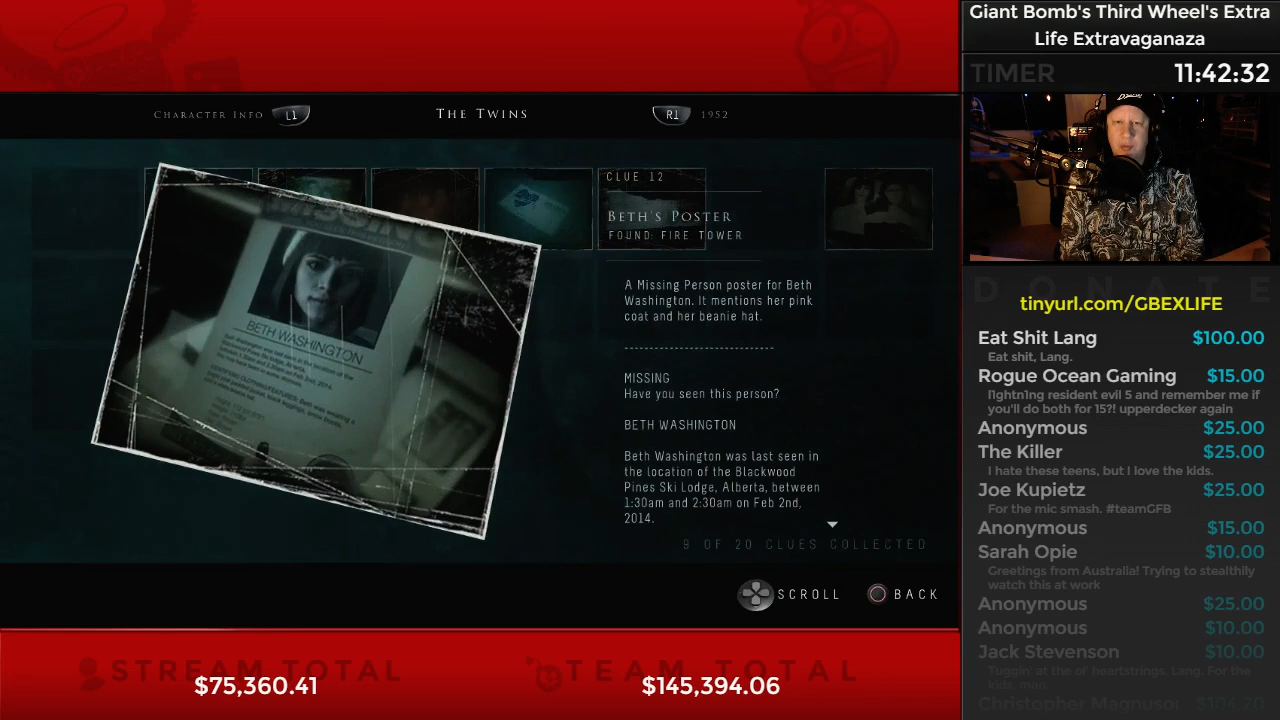 Giant Bomb's Third Wheel's Extra
Life Extravaganaza
TIMER
11:42:32
CHARACTER INFO
L1
THE TWINS
R1
1952
CLUE 12
BETH'S POSTER
FOUND: FIRE TOWER
A Missing Person poster for Beth
Washington. It mentions her pink
coat and her beanie hat.
----------------------------
MISSING
Have you seen this person?
BETH WASHINGTON
Beth Washington was last seen in
the location of the Blackwood
Pines Ski Lodge, Alberta, between
1:30am and 2:30am on Feb 2nd,
2014.
9 OF 20 CLUES COLLECTED
SCROLL
BACK
BETH WASHINGTON
DONATE
tinyurl.com/GBEXLIFE
Eat Shit Lang $100.00
Eat shit, Lang.
Rogue Ocean Gaming $15.00
l1ghtn1ng resident evil 5 and remember me if
you'll do both for 15?! upperdecker again
Anonymous $25.00
The Killer $25.00
I hate these teens, but I love the kids.
Joe Kupietz $25.00
For the mic smash. #teamGFB
Anonymous $15.00
Sarah Opie $10.00
Greetings from Australia! Trying to stealthily
watch this at work
Anonymous $25.00
Anonymous $10.00
Jack Stevenson $10.00
Tuggin' at the ol' heartstrings, Lang. For the
kids, man.
Christopher Magnusor $104.20
STREAM TOTAL
$75,360.41
TEAM TOTAL
$145,394.06